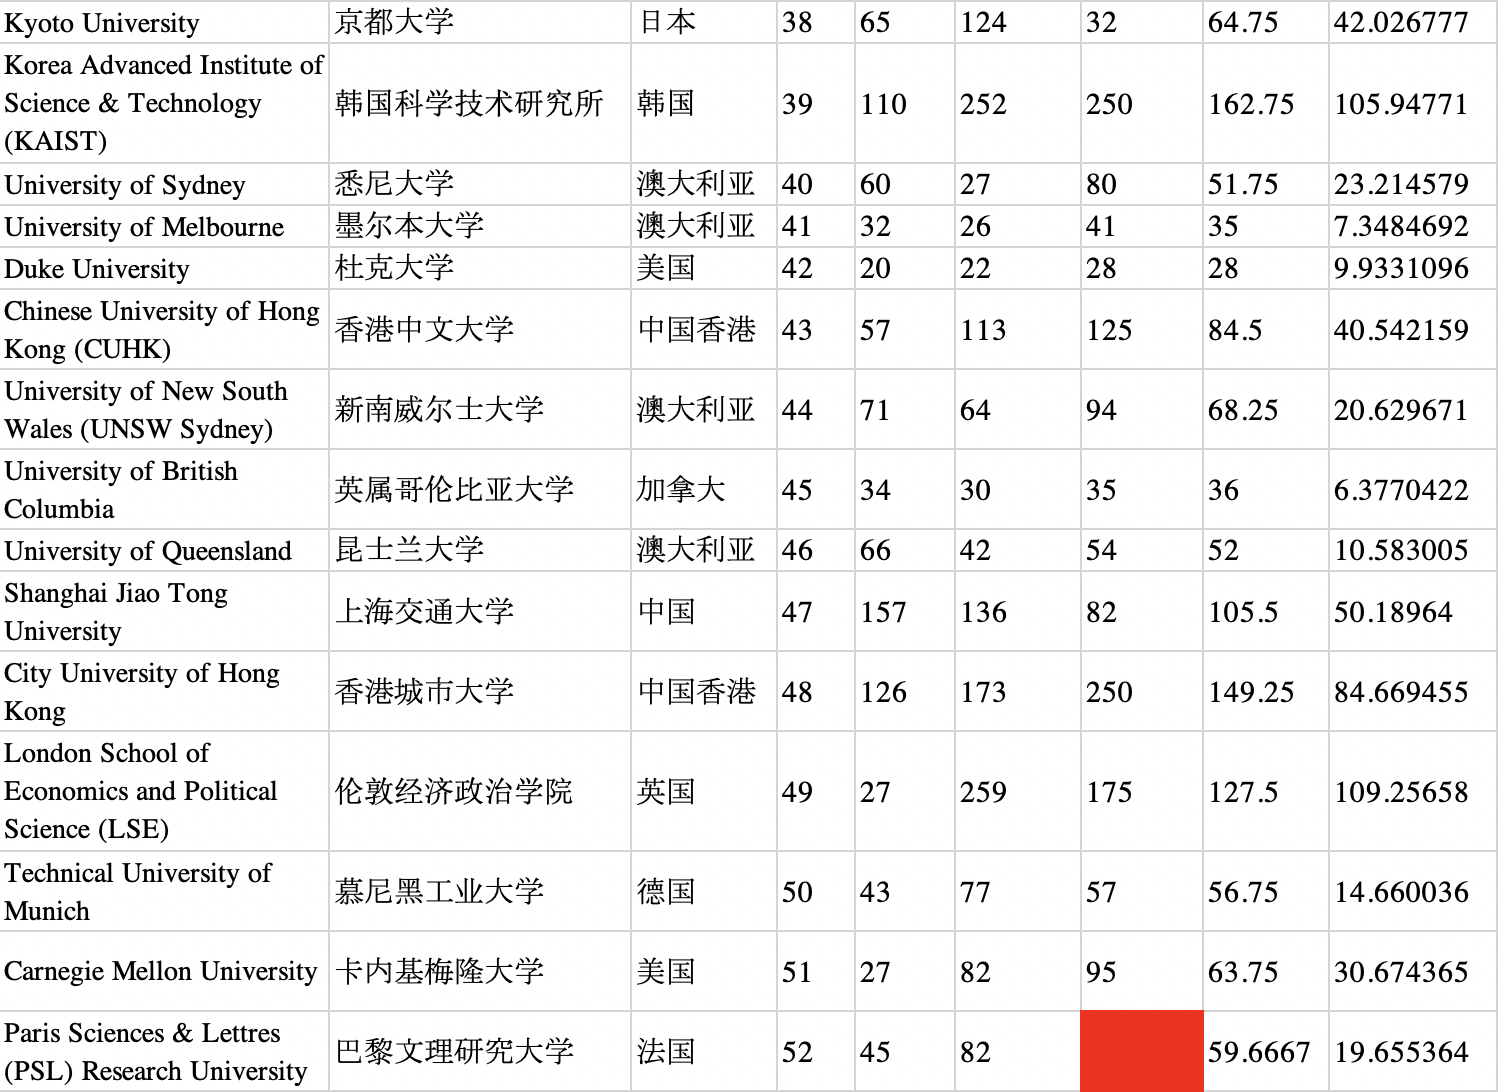 Kyoto University 京都大学 日本 38 65 124 32 64.75 42.026777
Korea Advanced Institute of
Science & Technology
(KAIST) 韩国科学技术研究所 韩国 39 110 252 250 162.75 105.94771
University of Sydney 悉尼大学 澳大利亚 40 60 27 80 51.75 23.214579
University of Melbourne 墨尔本大学 澳大利亚 41 32 26 41 35 7.3484692
Duke University 杜克大学 美国 42 20 22 28 28 9.9331096
Chinese University of Hong
Kong (CUHK) 香港中文大学 中国香港 43 57 113 125 84.5 40.542159
University of New South
Wales (UNSW Sydney) 新南威尔士大学 澳大利亚 44 71 64 94 68.25 20.629671
University of British
Columbia 英属哥伦比亚大学 加拿大 45 34 30 35 36 6.3770422
University of Queensland 昆士兰大学 澳大利亚 46 66 42 54 52 10.583005
Shanghai Jiao Tong
University 上海交通大学 中国 47 157 136 82 105.5 50.18964
City University of Hong
Kong 香港城市大学 中国香港 48 126 173 250 149.25 84.669455
London School of
Economics and Political
Science (LSE) 伦敦经济政治学院 英国 49 27 259 175 127.5 109.25658
Technical University of
Munich 慕尼黑工业大学 德国 50 43 77 57 56.75 14.660036
Carnegie Mellon University 卡内基梅隆大学 美国 51 27 82 95 63.75 30.674365
Paris Sciences & Lettres
(PSL) Research University 巴黎文理研究大学 法国 52 45 82 59.6667 19.655364